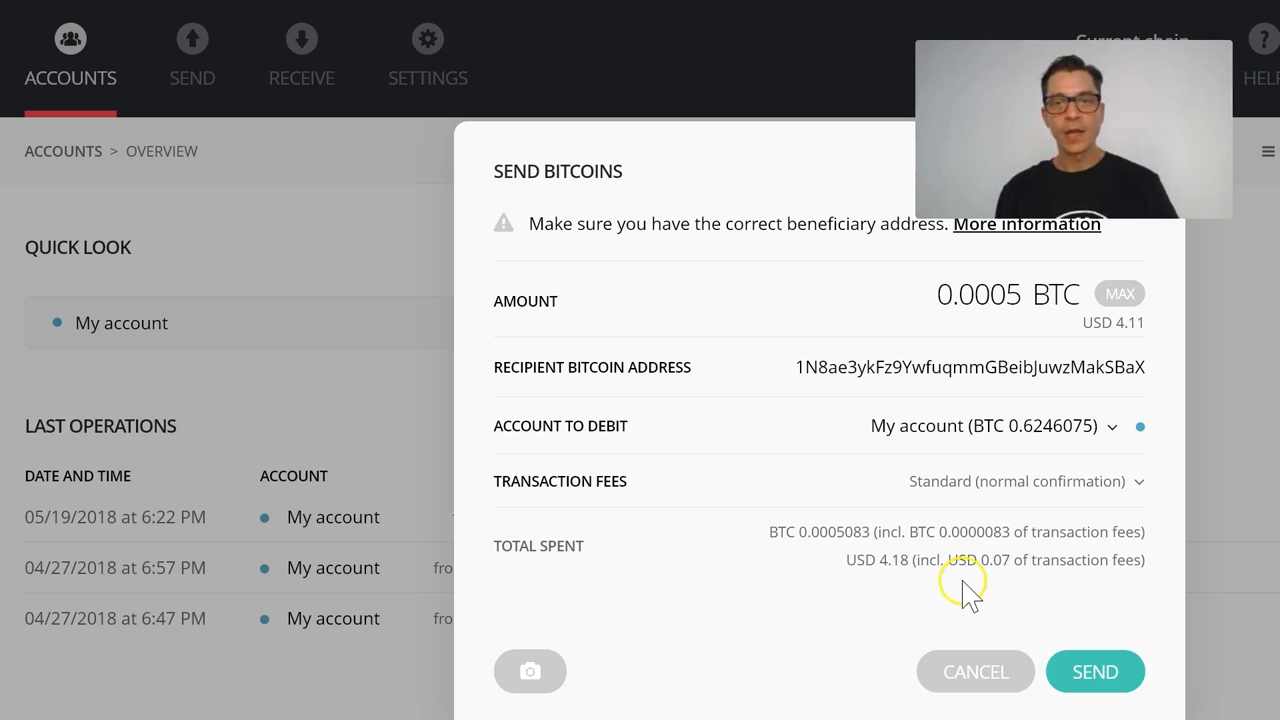 ACCOUNTS
SEND
RECEIVE
SETTINGS
Current chain
HELP
ACCOUNTS > OVERVIEW
QUICK LOOK
My account
LAST OPERATIONS
DATE AND TIME ACCOUNT
05/19/2018 at 6:22 PM My account
04/27/2018 at 6:57 PM My account fro
04/27/2018 at 6:47 PM My account fro
SEND BITCOINS
Make sure you have the correct beneficiary address. More information
AMOUNT 0.0005 BTC MAX
USD 4.11
RECIPIENT BITCOIN ADDRESS 1N8ae3ykFz9YwfuqmmGBeibJuwzMakSBaX
ACCOUNT TO DEBIT My account (BTC 0.6246075)
TRANSACTION FEES Standard (normal confirmation)
TOTAL SPENT
BTC 0.0005083 (incl. BTC 0.0000083 of transaction fees)
USD 4.18 (incl. USD 0.07 of transaction fees)
CANCEL SEND